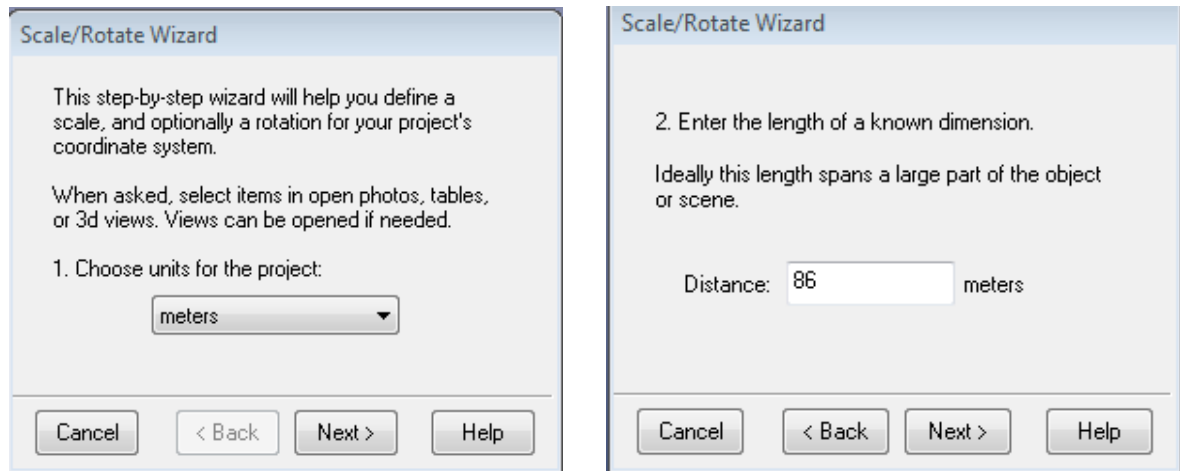 Scale/Rotate Wizard
This step-by-step wizard will help you define a
scale, and optionally a rotation for your project's
coordinate system.
When asked, select items in open photos, tables,
or 3d views. Views can be opened if needed.
1. Choose units for the project:
meters
Cancel
< Back
Next >
Help
Scale/Rotate Wizard
2. Enter the length of a known dimension.
Ideally this length spans a large part of the object
or scene.
Distance: 86 meters
Cancel
< Back
Next >
Help